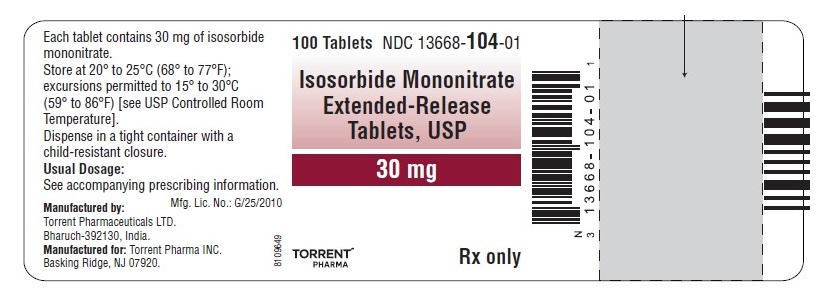 Each tablet contains 30 mg of isosorbide
mononitrate.
Store at 20° to 25°C (68° to 77°F);
excursions permitted to 15° to 30°C
(59° to 86°F) [see USP Controlled Room
Temperature].
Dispense in a tight container with a
child-resistant closure.
Usual Dosage:
See accompanying prescribing information.
Mfg. Lic. No.: G/25/2010
Manufactured by:
Torrent Pharmaceuticals LTD.
Bharuch-392130, India.
Manufactured for: Torrent Pharma INC.
Basking Ridge, NJ 07920.
8109649
100 Tablets NDC 13668-104-01
Isosorbide Mononitrate
Extended-Release
Tablets, USP
30 mg
TORRENT
PHARMA
Rx only
N 3 13668-104-01 1